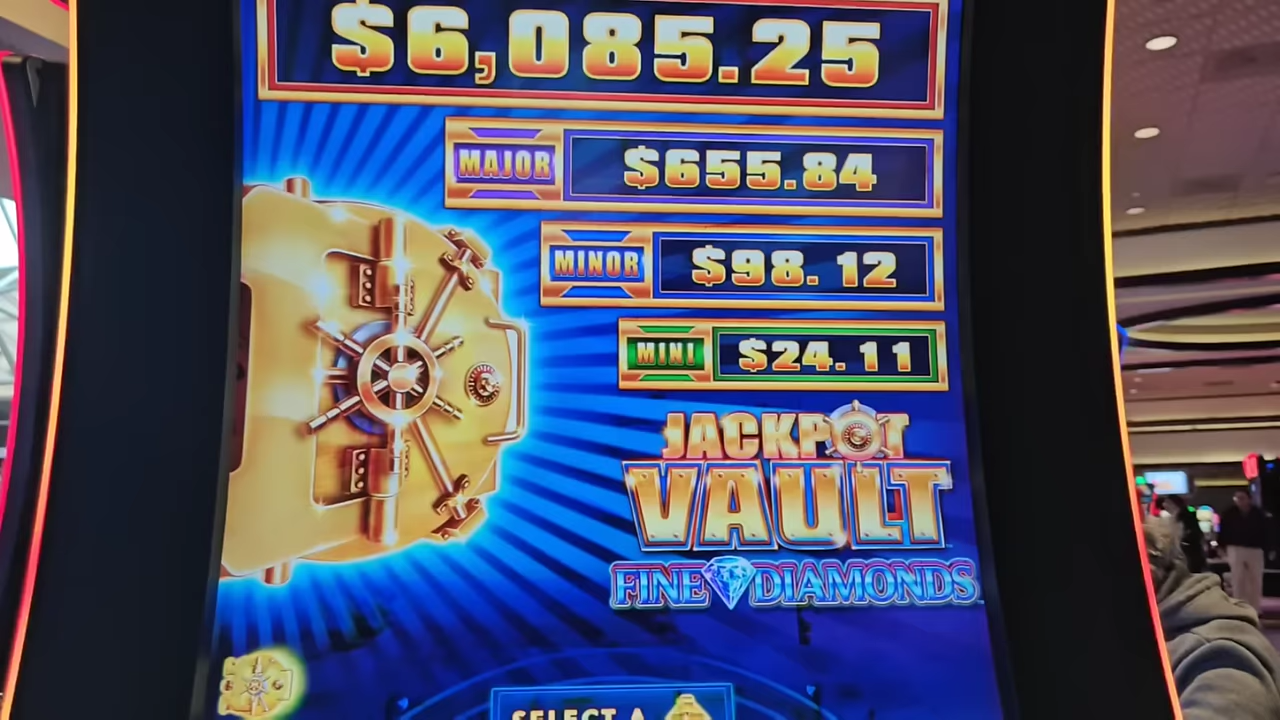 $6,085.25
MAJOR $655.84
MINOR $98.12
MINI $24.11
JACKPOT
VAULT
FINE DIAMONDS
SELECT A